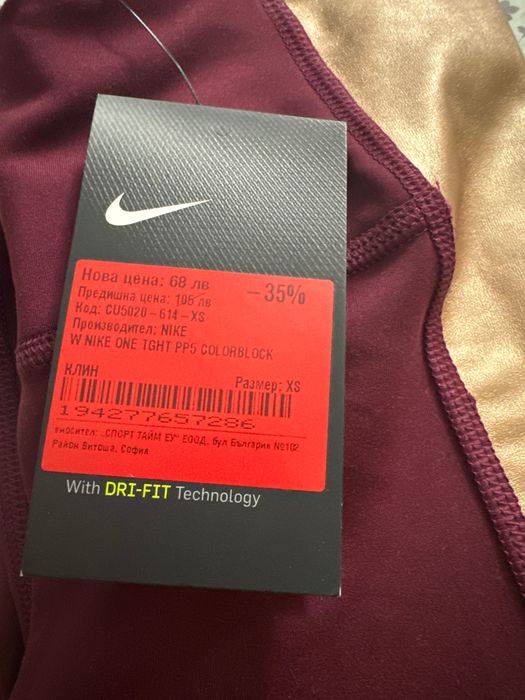 Нова цена: 68 лв -35%
Предишна цена: 105 лв
Код: CU5020-614-XS
Производител: NIKE
W NIKE ONE TGHT PP5 COLORBLOCK
КЛИН Размер: XS
194277657286
вносител: „СПОРТ ТАЙМ ЕУ" ЕООД, бул България №102
Район Витоша, София
With DRI-FIT Technology